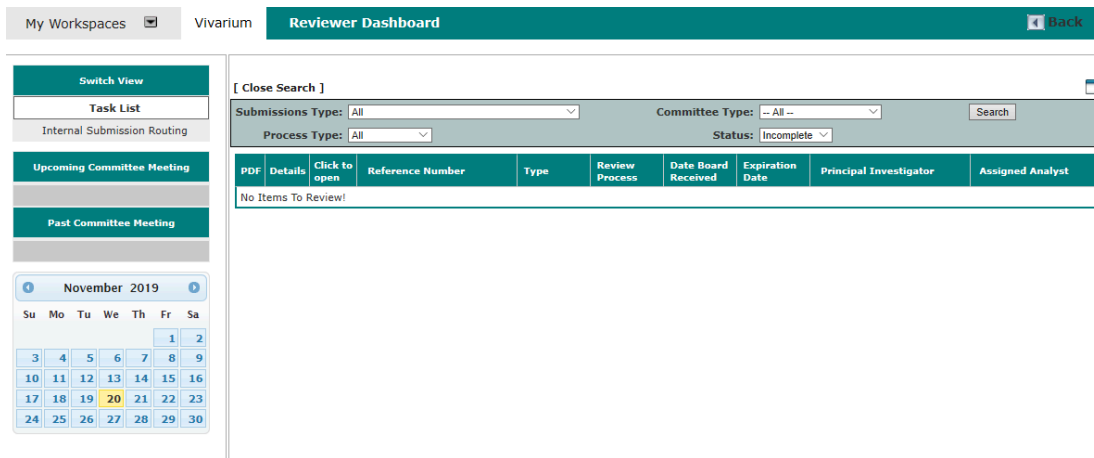 My Workspaces Vivarium Reviewer Dashboard Back
Switch View
Task List
Internal Submission Routing
Upcoming Committee Meeting
Past Committee Meeting
November 2019
Su Mo Tu We Th Fr Sa
1 2
3 4 5 6 7 8 9
10 11 12 13 14 15 16
17 18 19 20 21 22 23
24 25 26 27 28 29 30
[ Close Search ]
Submissions Type: All Committee Type: -- All -- Search
Process Type: All Status: Incomplete
PDF Details Click to open Reference Number Type Review Process Date Board Received Expiration Date Principal Investigator Assigned Analyst
No Items To Review!